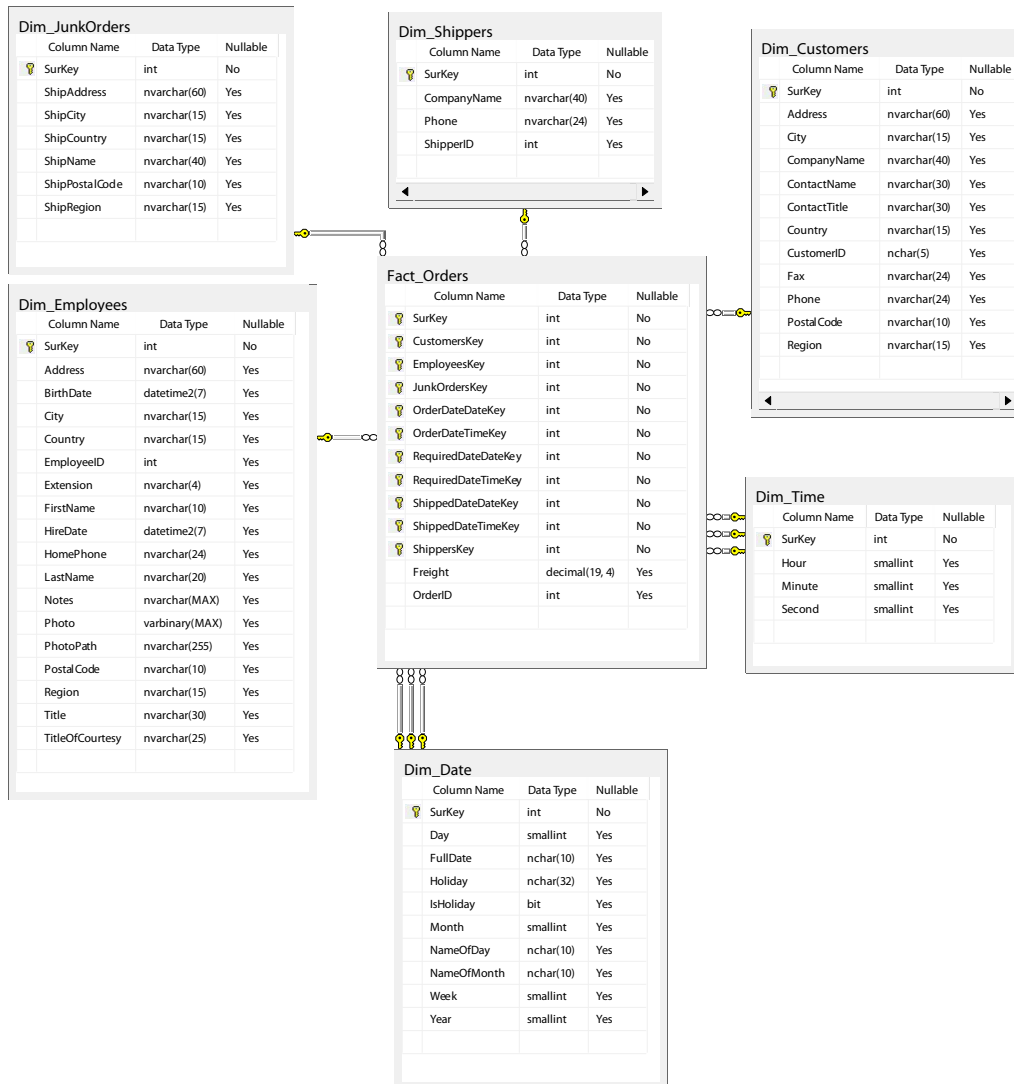 Dim_JunkOrders
Column Name Data Type Nullable
SurKey int No
ShipAddress nvarchar(60) Yes
ShipCity nvarchar(15) Yes
ShipCountry nvarchar(15) Yes
ShipName nvarchar(40) Yes
ShipPostalCode nvarchar(10) Yes
ShipRegion nvarchar(15) Yes
Dim_Shippers
Column Name Data Type Nullable
SurKey int No
CompanyName nvarchar(40) Yes
Phone nvarchar(24) Yes
ShipperID int Yes
Dim_Customers
Column Name Data Type Nullable
SurKey int No
Address nvarchar(60) Yes
City nvarchar(15) Yes
CompanyName nvarchar(40) Yes
ContactName nvarchar(30) Yes
ContactTitle nvarchar(30) Yes
Country nvarchar(15) Yes
CustomerID nchar(5) Yes
Fax nvarchar(24) Yes
Phone nvarchar(24) Yes
PostalCode nvarchar(10) Yes
Region nvarchar(15) Yes
Dim_Employees
Column Name Data Type Nullable
SurKey int No
Address nvarchar(60) Yes
BirthDate datetime2(7) Yes
City nvarchar(15) Yes
Country nvarchar(15) Yes
EmployeeID int Yes
Extension nvarchar(4) Yes
FirstName nvarchar(10) Yes
HireDate datetime2(7) Yes
HomePhone nvarchar(24) Yes
LastName nvarchar(20) Yes
Notes nvarchar(MAX) Yes
Photo varbinary(MAX) Yes
PhotoPath nvarchar(255) Yes
PostalCode nvarchar(10) Yes
Region nvarchar(15) Yes
Title nvarchar(30) Yes
TitleOfCourtesy nvarchar(25) Yes
Fact_Orders
Column Name Data Type Nullable
SurKey int No
CustomersKey int No
EmployeesKey int No
JunkOrdersKey int No
OrderDateDateKey int No
OrderDateTimeKey int No
RequiredDateDateKey int No
RequiredDateTimeKey int No
ShippedDateDateKey int No
ShippedDateTimeKey int No
ShippersKey int No
Freight decimal(19, 4) Yes
OrderID int Yes
Dim_Time
Column Name Data Type Nullable
SurKey int No
Hour smallint Yes
Minute smallint Yes
Second smallint Yes
Dim_Date
Column Name Data Type Nullable
SurKey int No
Day smallint Yes
FullDate nchar(10) Yes
Holiday nchar(32) Yes
IsHoliday bit Yes
Month smallint Yes
NameOfDay nchar(10) Yes
NameOfMonth nchar(10) Yes
Week smallint Yes
Year smallint Yes